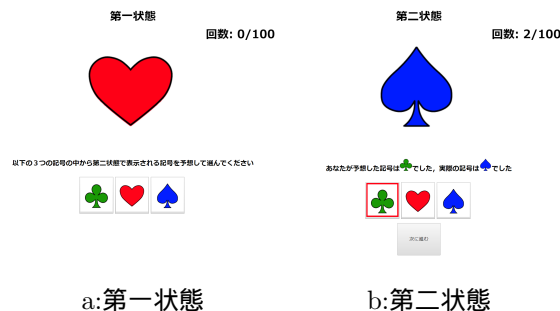 第一状態
回数: 0/100
以下の３つの記号の中から第二状態で表示される記号を予想して選んでください
a:第一状態
第二状態
回数: 2/100
あなたが予想した記号は でした，実際の記号は でした
次に進む
b:第二状態